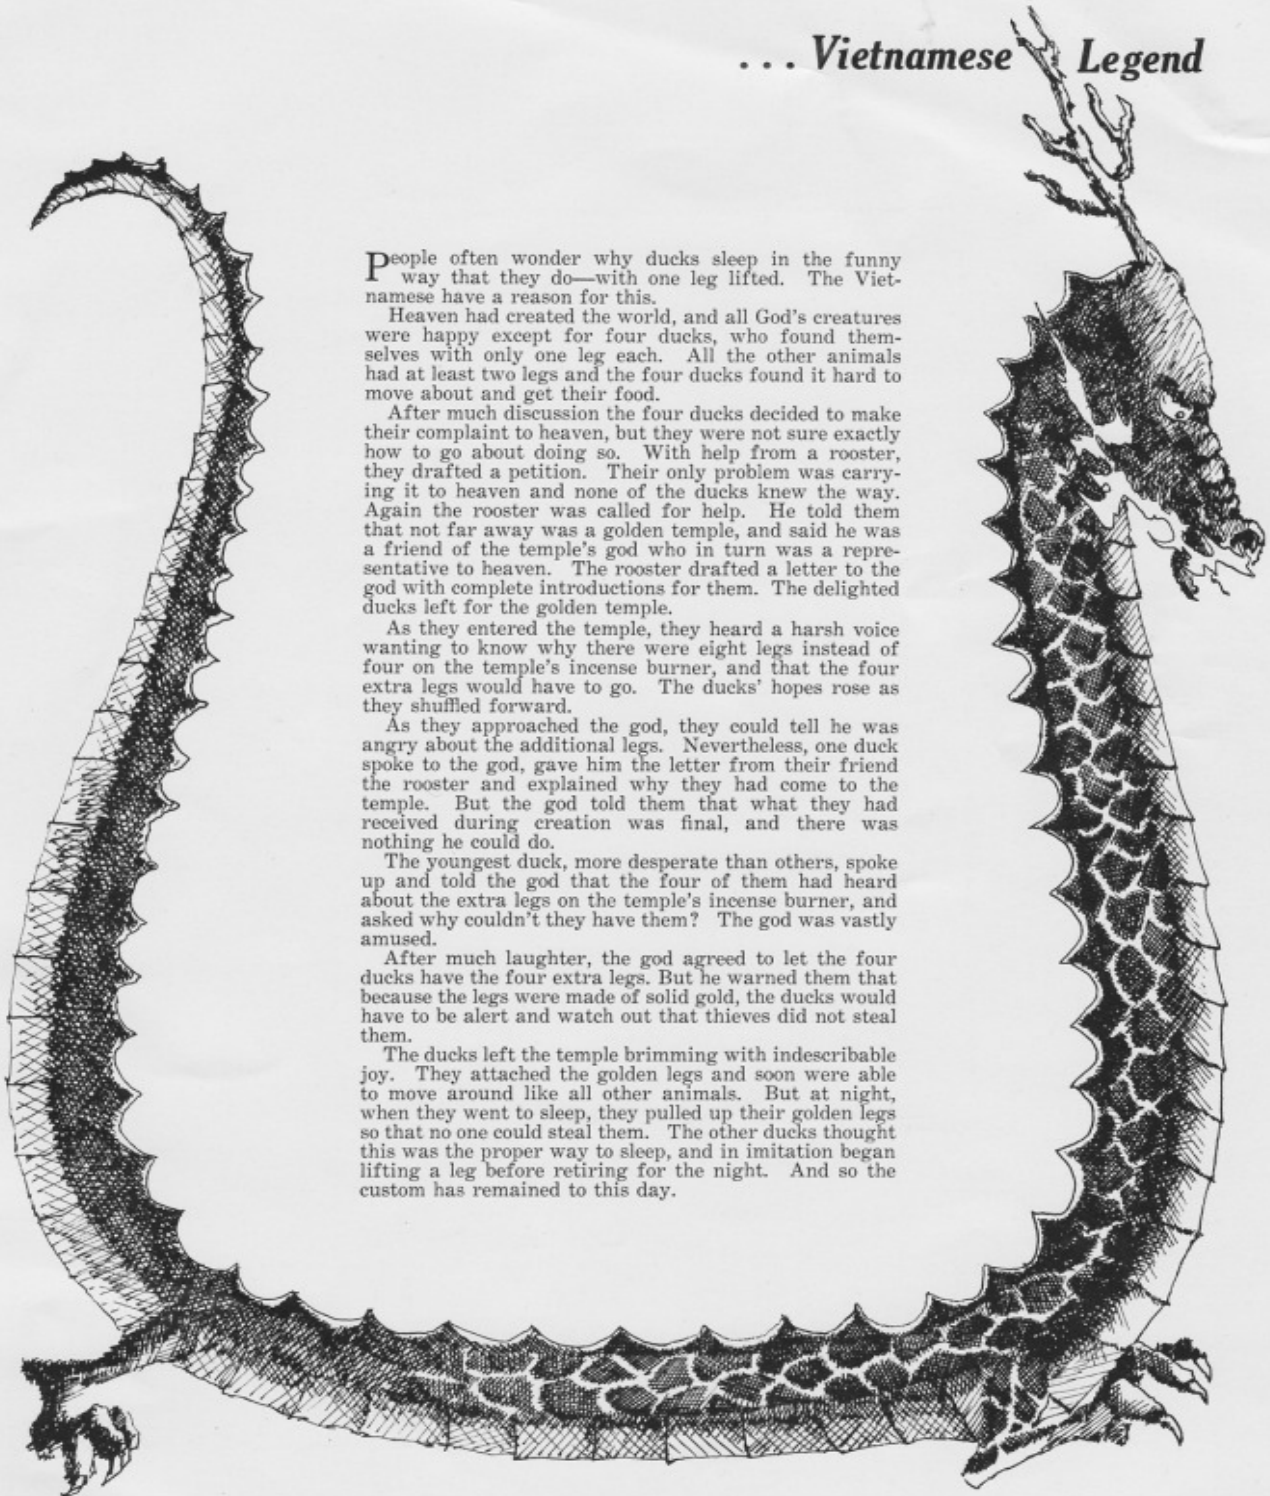 ... Vietnamese Legend
People often wonder why ducks sleep in the funny
way that they do—with one leg lifted. The Viet-
namese have a reason for this.
Heaven had created the world, and all God's creatures
were happy except for four ducks, who found them-
selves with only one leg each. All the other animals
had at least two legs and the four ducks found it hard to
move about and get their food.
After much discussion the four ducks decided to make
their complaint to heaven, but they were not sure exactly
how to go about doing so. With help from a rooster,
they drafted a petition. Their only problem was carry-
ing it to heaven and none of the ducks knew the way.
Again the rooster was called for help. He told them
that not far away was a golden temple, and said he was
a friend of the temple's god who in turn was a repre-
sentative to heaven. The rooster drafted a letter to the
god with complete introductions for them. The delighted
ducks left for the golden temple.
As they entered the temple, they heard a harsh voice
wanting to know why there were eight legs instead of
four on the temple's incense burner, and that the four
extra legs would have to go. The ducks' hopes rose as
they shuffled forward.
As they approached the god, they could tell he was
angry about the additional legs. Nevertheless, one duck
spoke to the god, gave him the letter from their friend
the rooster and explained why they had come to the
temple. But the god told them that what they had
received during creation was final, and there was
nothing he could do.
The youngest duck, more desperate than others, spoke
up and told the god that the four of them had heard
about the extra legs on the temple's incense burner, and
asked why couldn't they have them? The god was vastly
amused.
After much laughter, the god agreed to let the four
ducks have the four extra legs. But he warned them that
because the legs were made of solid gold, the ducks would
have to be alert and watch out that thieves did not steal
them.
The ducks left the temple brimming with indescribable
joy. They attached the golden legs and soon were able
to move around like all other animals. But at night,
when they went to sleep, they pulled up their golden legs
so that no one could steal them. The other ducks thought
this was the proper way to sleep, and in imitation began
lifting a leg before retiring for the night. And so the
custom has remained to this day.